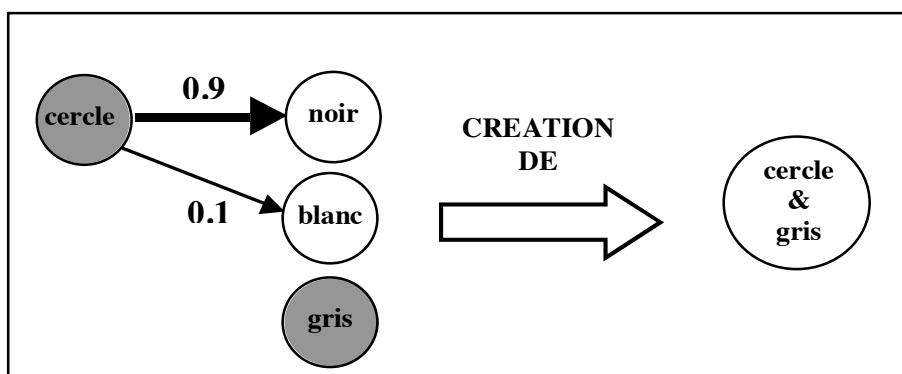 0.9
cercle
noir
CREATION
DE
cercle
&
gris
0.1
blanc
gris